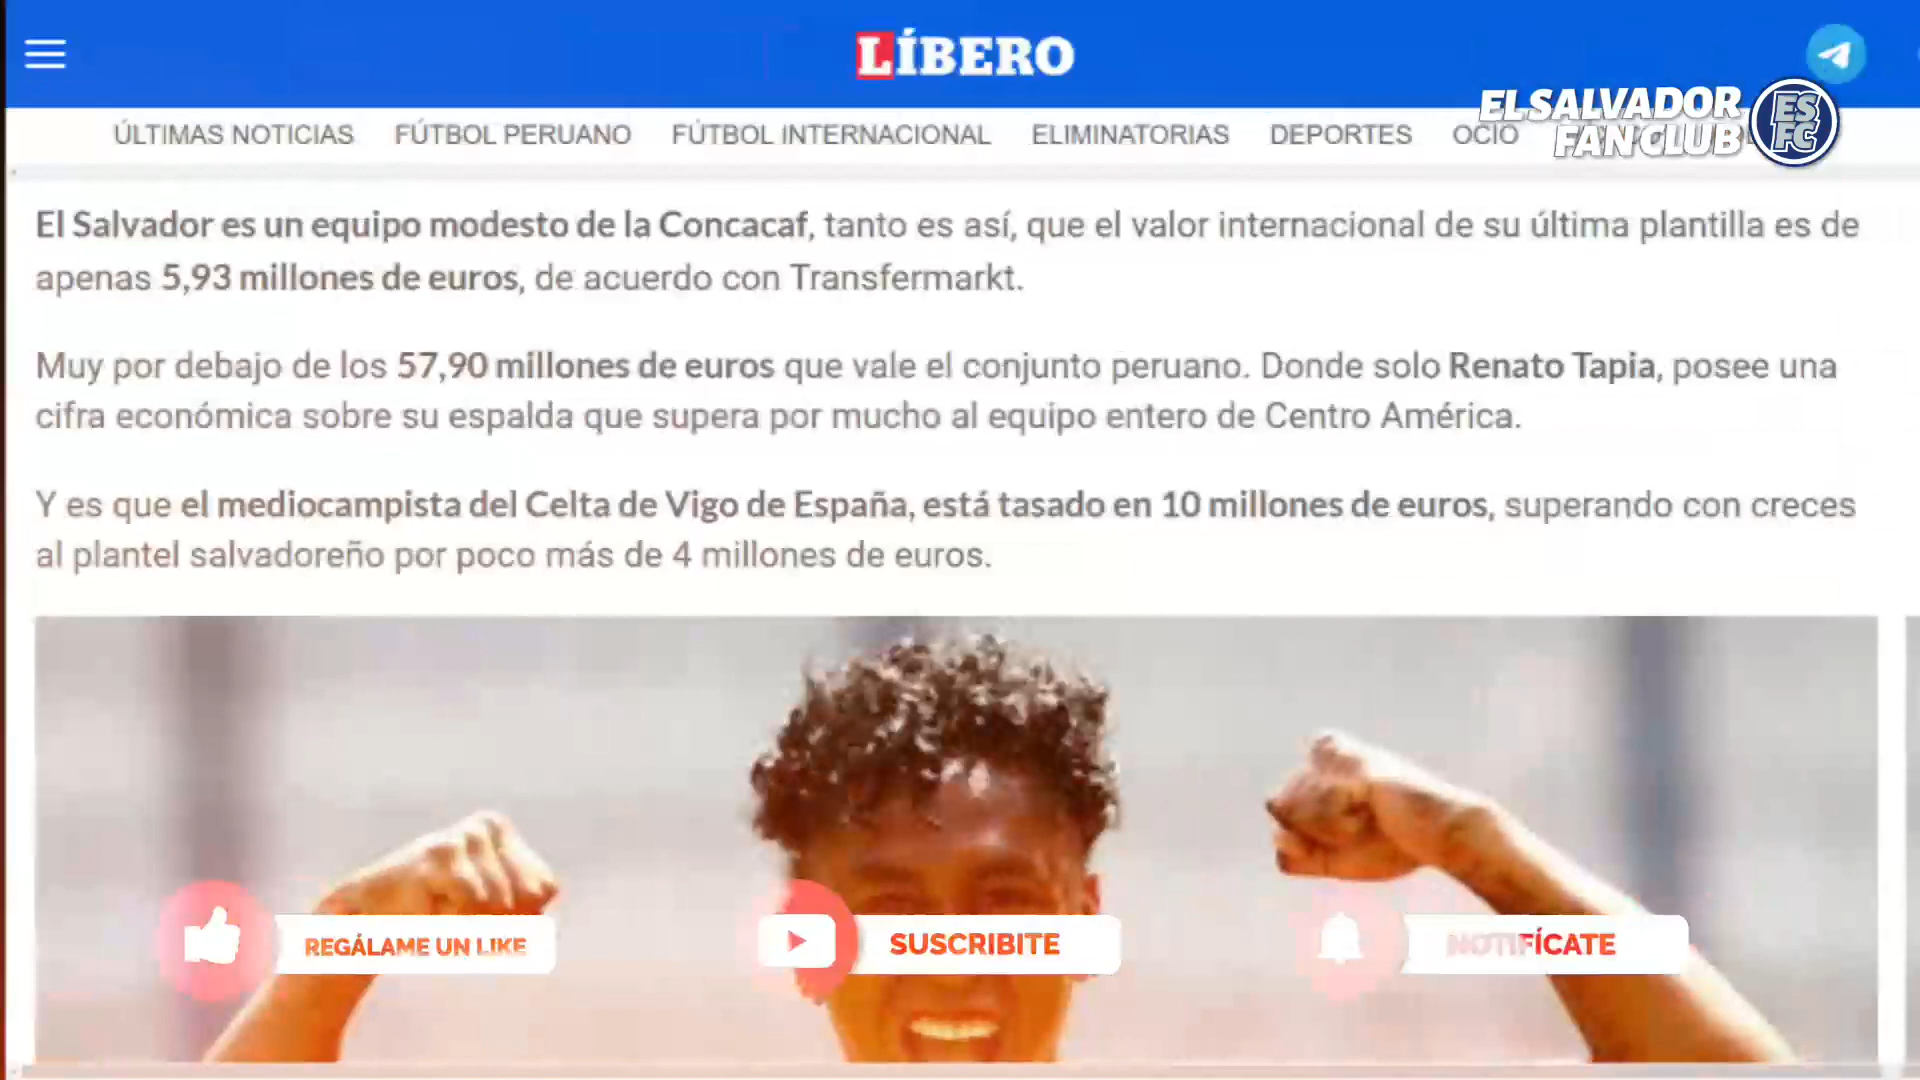 LÍBERO
EL SALVADOR
FAN CLUB
ES
FC
ÚLTIMAS NOTICIAS FÚTBOL PERUANO FÚTBOL INTERNACIONAL ELIMINATORIAS DEPORTES OCIO
El Salvador es un equipo modesto de la Concacaf, tanto es así, que el valor internacional de su última plantilla es de
apenas 5,93 millones de euros, de acuerdo con Transfermarkt.
Muy por debajo de los 57,90 millones de euros que vale el conjunto peruano. Donde solo Renato Tapia, posee una
cifra económica sobre su espalda que supera por mucho al equipo entero de Centro América.
Y es que el mediocampista del Celta de Vigo de España, está tasado en 10 millones de euros, superando con creces
al plantel salvadoreño por poco más de 4 millones de euros.
REGÁLAME UN LIKE
SUSCRIBITE
NOTIFÍCATE